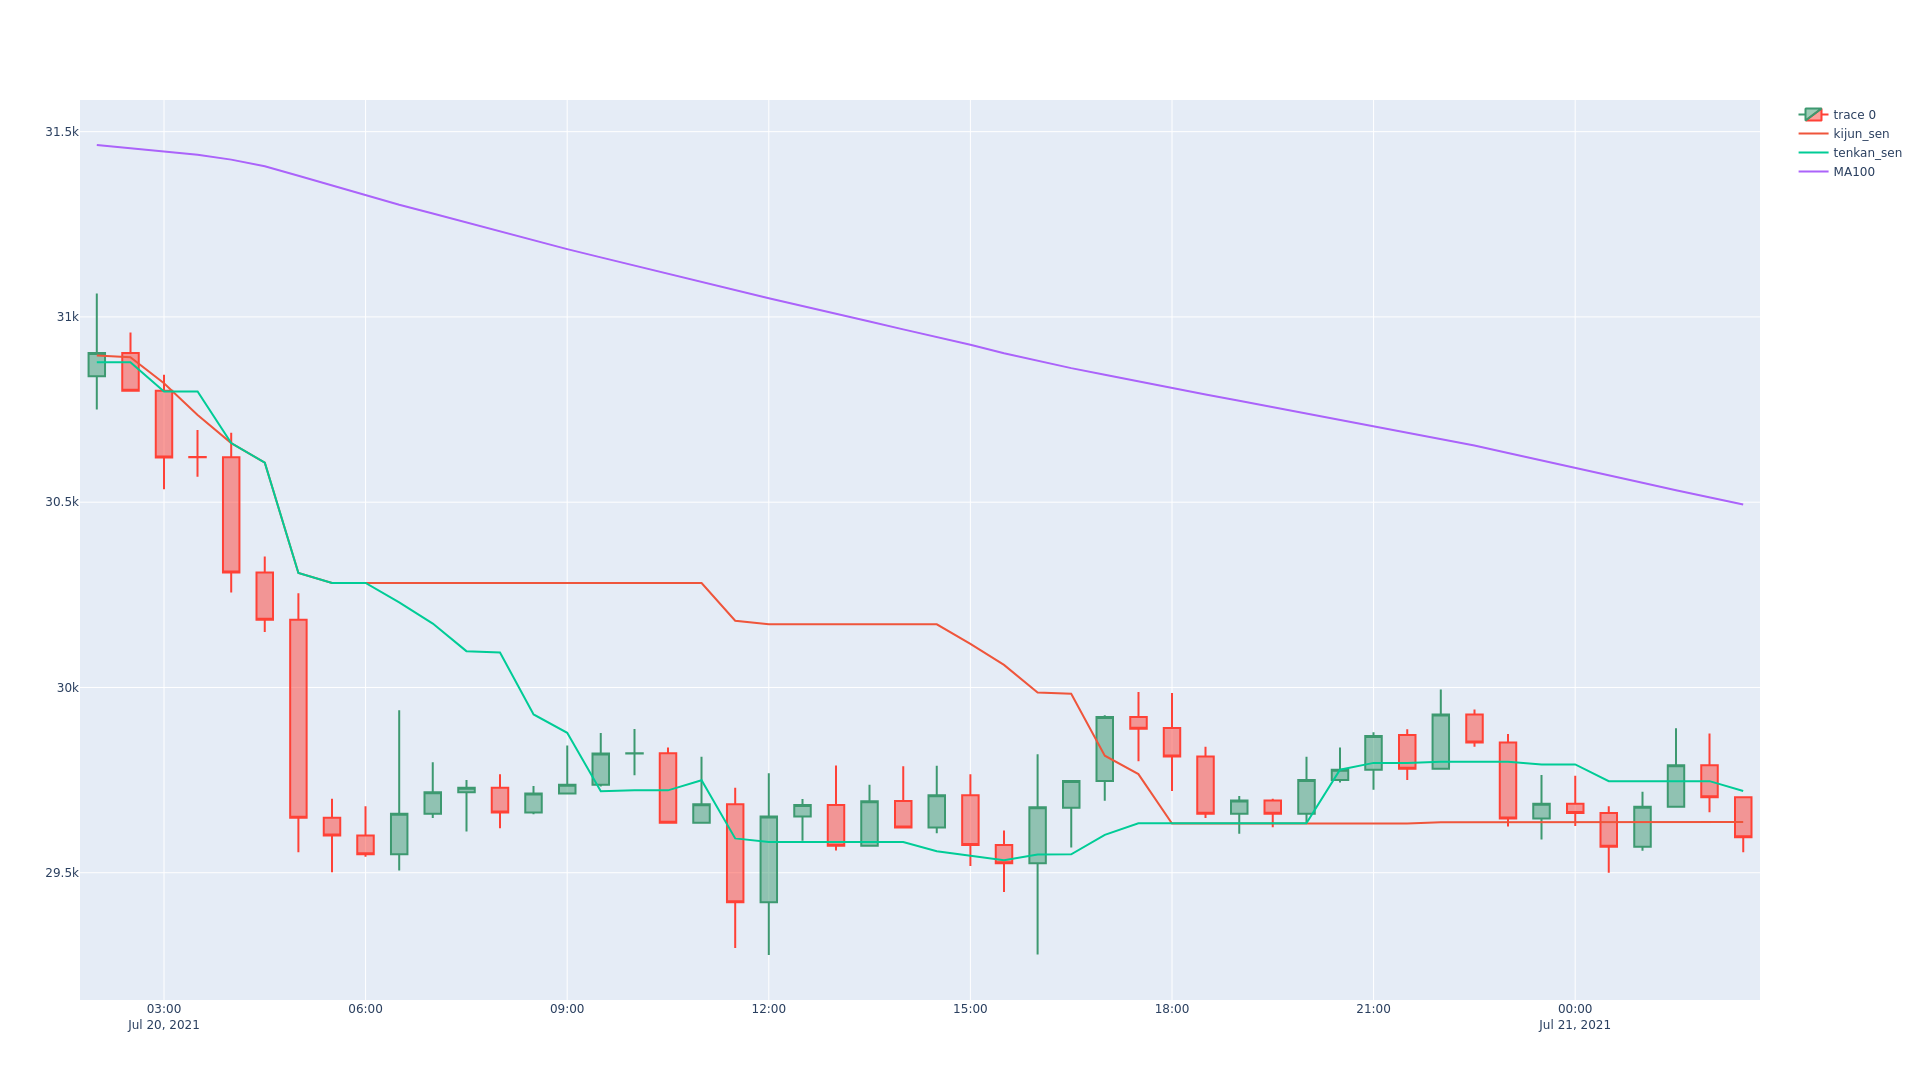 31.5k
31k
30.5k
30k
29.5k
03:00
Jul 20, 2021
06:00
09:00
12:00
15:00
18:00
21:00
00:00
Jul 21, 2021
trace 0
kijun_sen
tenkan_sen
MA100